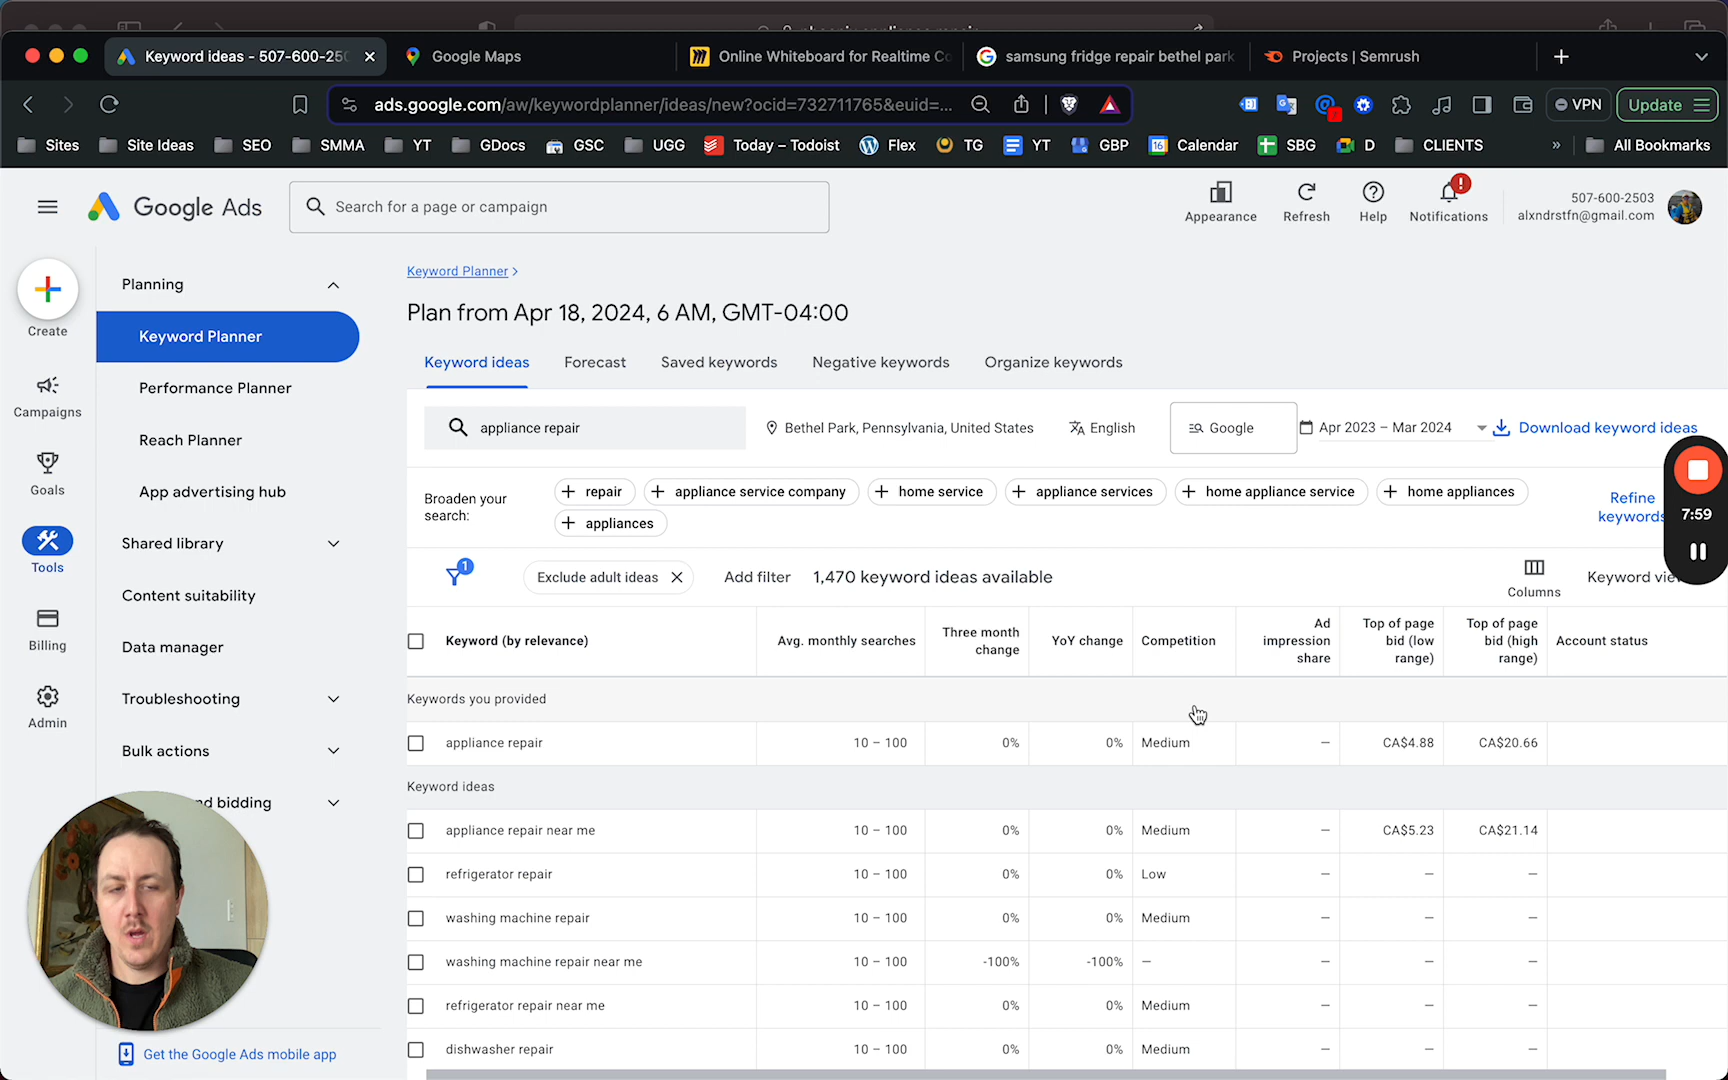 Keyword ideas - 507-600-250
Google Maps
Online Whiteboard for Realtime Co
samsung fridge repair bethel park
Projects | Semrush
ads.google.com/aw/keywordplanner/ideas/new?ocid=732711765&euid=...
VPN
Update
Sites
Site Ideas
SEO
SMMA
YT
GDocs
GSC
UGG
Today – Todoist
Flex
TG
YT
GBP
16
Calendar
SBG
D
CLIENTS
»
All Bookmarks
Google Ads
Search for a page or campaign
Appearance
Refresh
Help
Notifications
507-600-2503
alxndrstfn@gmail.com
Create
Campaigns
Goals
Tools
Billing
Admin
Planning
Keyword Planner
Performance Planner
Reach Planner
App advertising hub
Shared library
Content suitability
Data manager
Troubleshooting
Bulk actions
nd bidding
Get the Google Ads mobile app
Keyword Planner >
Plan from Apr 18, 2024, 6 AM, GMT-04:00
Keyword ideas Forecast Saved keywords Negative keywords Organize keywords
appliance repair
Bethel Park, Pennsylvania, United States
English
Google
Apr 2023 – Mar 2024
Download keyword ideas
Broaden your
search:
+ repair
+ appliance service company
+ home service
+ appliance services
+ home appliance service
+ home appliances
+ appliances
Refine
keywords
7:59
1
Exclude adult ideas
Add filter
1,470 keyword ideas available
Columns
Keyword vie
Keyword (by relevance)
Avg. monthly searches
Three month
change
YoY change
Competition
Ad
impression
share
Top of page
bid (low
range)
Top of page
bid (high
range)
Account status
Keywords you provided
appliance repair 10 – 100 0% 0% Medium – CA$4.88 CA$20.66
Keyword ideas
appliance repair near me 10 – 100 0% 0% Medium – CA$5.23 CA$21.14
refrigerator repair 10 – 100 0% 0% Low – – –
washing machine repair 10 – 100 0% 0% Medium – – –
washing machine repair near me 10 – 100 -100% -100% – – – –
refrigerator repair near me 10 – 100 0% 0% Medium – – –
dishwasher repair 10 – 100 0% 0% Medium – – –